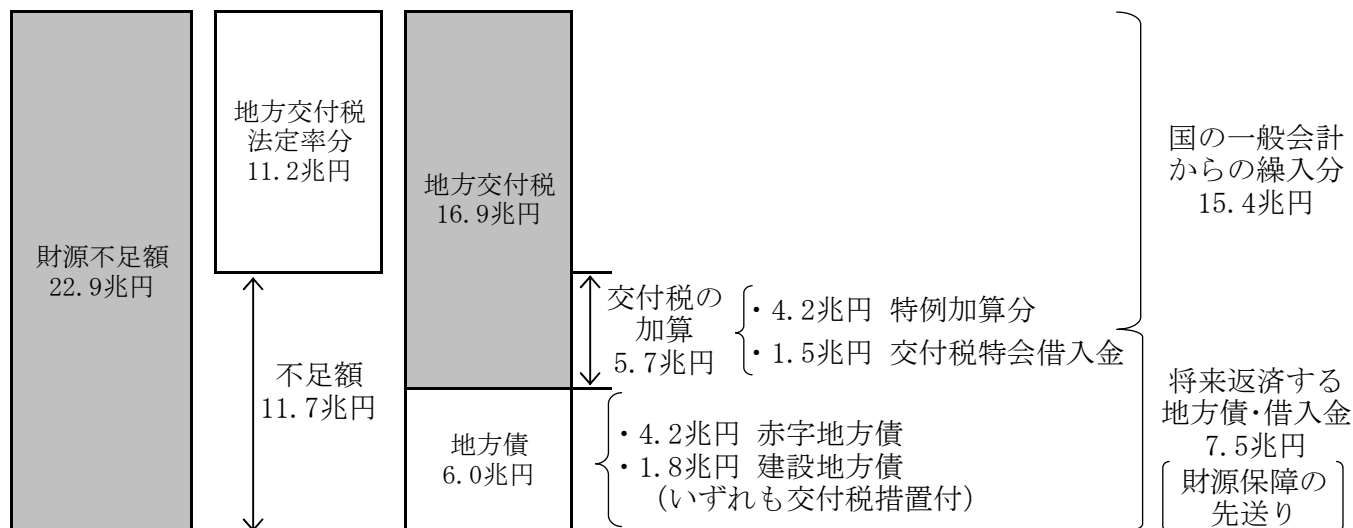 財源不足額
22.9兆円
地方交付税
法定率分
11.2兆円
不足額
11.7兆円
地方交付税
16.9兆円
地方債
6.0兆円
交付税の
加算
5.7兆円
・4.2兆円 特例加算分
・1.5兆円 交付税特会借入金
・4.2兆円 赤字地方債
・1.8兆円 建設地方債
(いずれも交付税措置付)
国の一般会計
からの繰入分
15.4兆円
将来返済する
地方債・借入金
7.5兆円
財源保障の
先送り